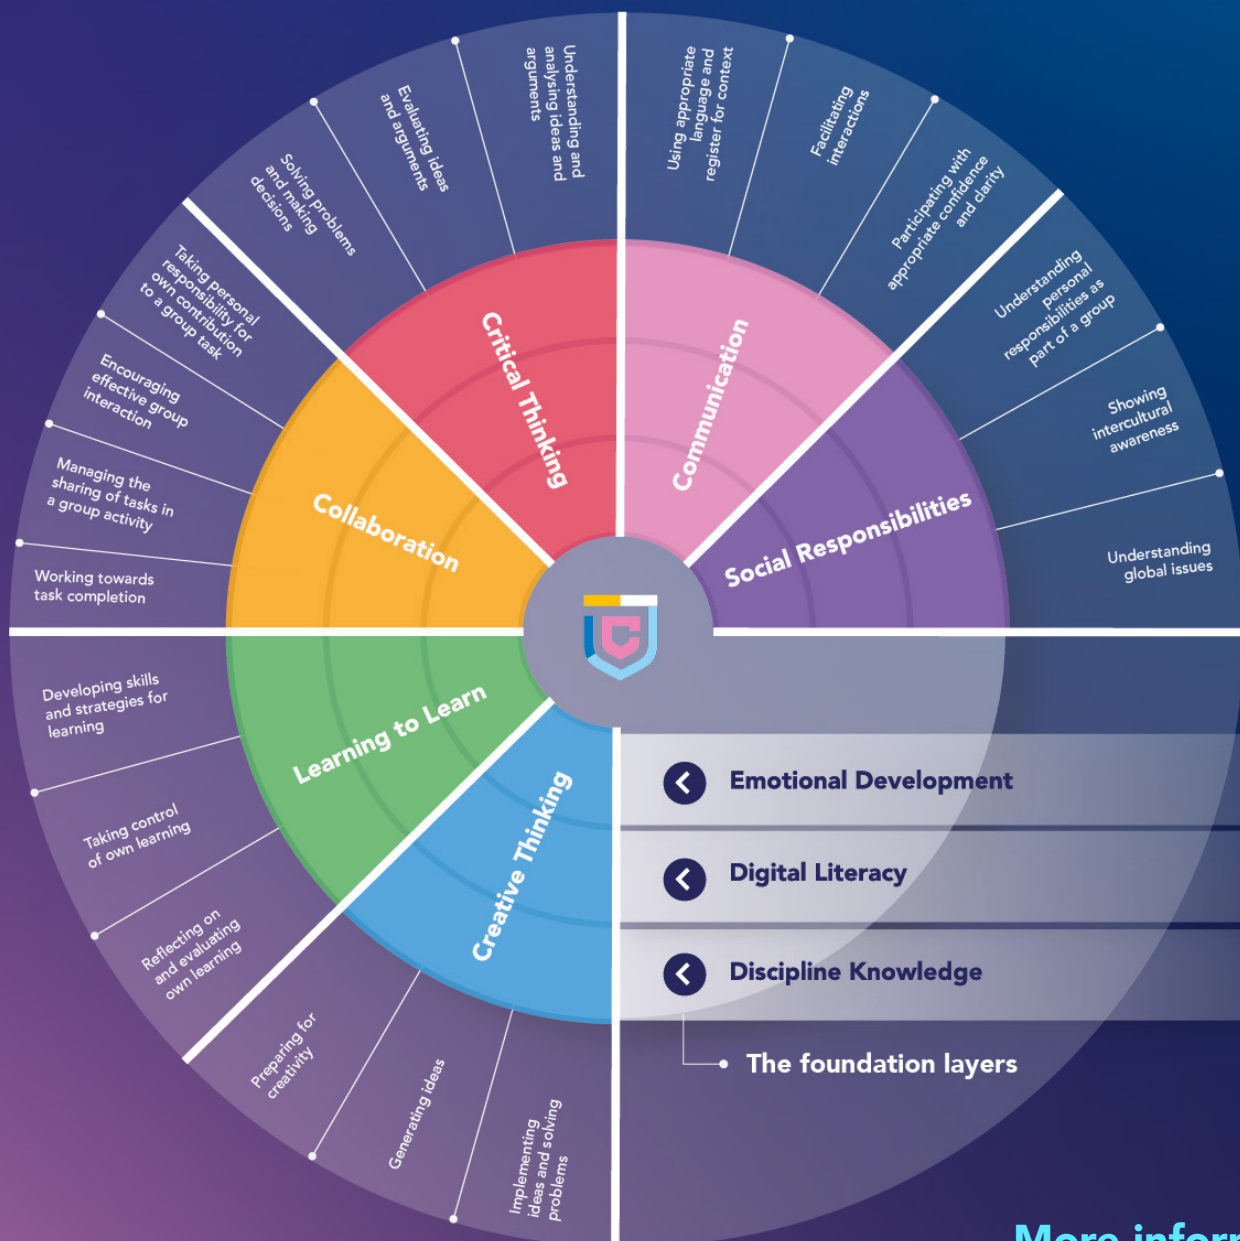 Understanding and
analysing ideas and
arguments
Evaluating ideas
and arguments
Solving problems
and making
decisions
Critical Thinking
Using appropriate
language and
register for context
Facilitating
interactions
Participating with
appropriate confidence
and clarity
Communication
Understanding
personal
responsibilities as
part of a group
Showing
intercultural
awareness
Understanding
global issues
Social Responsibilities
Taking personal
responsibility for
own contribution
to a group task
Encouraging
effective group
interaction
Managing the
sharing of tasks in
a group activity
Working towards
task completion
Collaboration
Developing skills
and strategies for
learning
Taking control
of own learning
Reflecting on
and evaluating
own learning
Learning to Learn
Preparing for
creativity
Generating ideas
Implementing
ideas and solving
problems
Creative Thinking
Emotional Development
Digital Literacy
Discipline Knowledge
The foundation layers
More